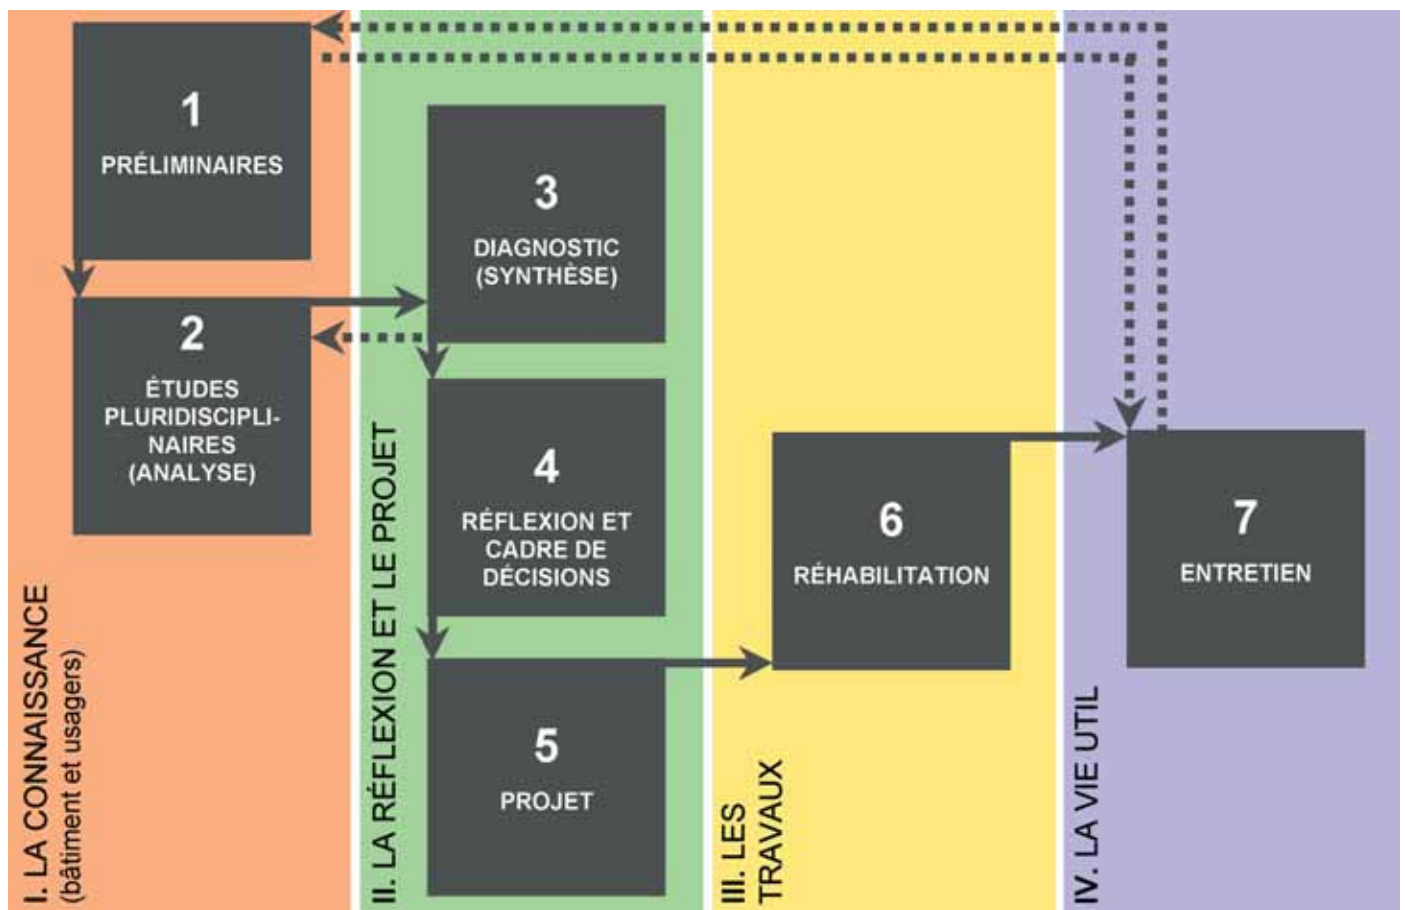 1
PRÉLIMINAIRES
2
ÉTUDES
PLURIDISCIPLI-
NAIRES
(ANALYSE)
I. LA CONNAISSANCE
(bâtiment et usagers)
3
DIAGNOSTIC
(SYNTHÈSE)
4
RÉFLEXION ET
CADRE DE
DÉCISIONS
5
PROJET
II. LA RÉFLEXION ET LE PROJET
6
RÉHABILITATION
III. LES
TRAVAUX
7
ENTRETIEN
IV. LA VIE UTIL